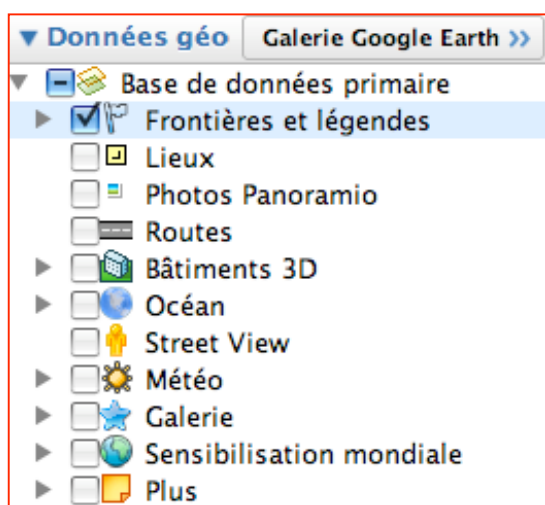 Données géo Galerie Google Earth >>
Base de données primaire
Frontières et légendes
Lieux
Photos Panoramio
Routes
Bâtiments 3D
Océan
Street View
Météo
Galerie
Sensibilisation mondiale
Plus